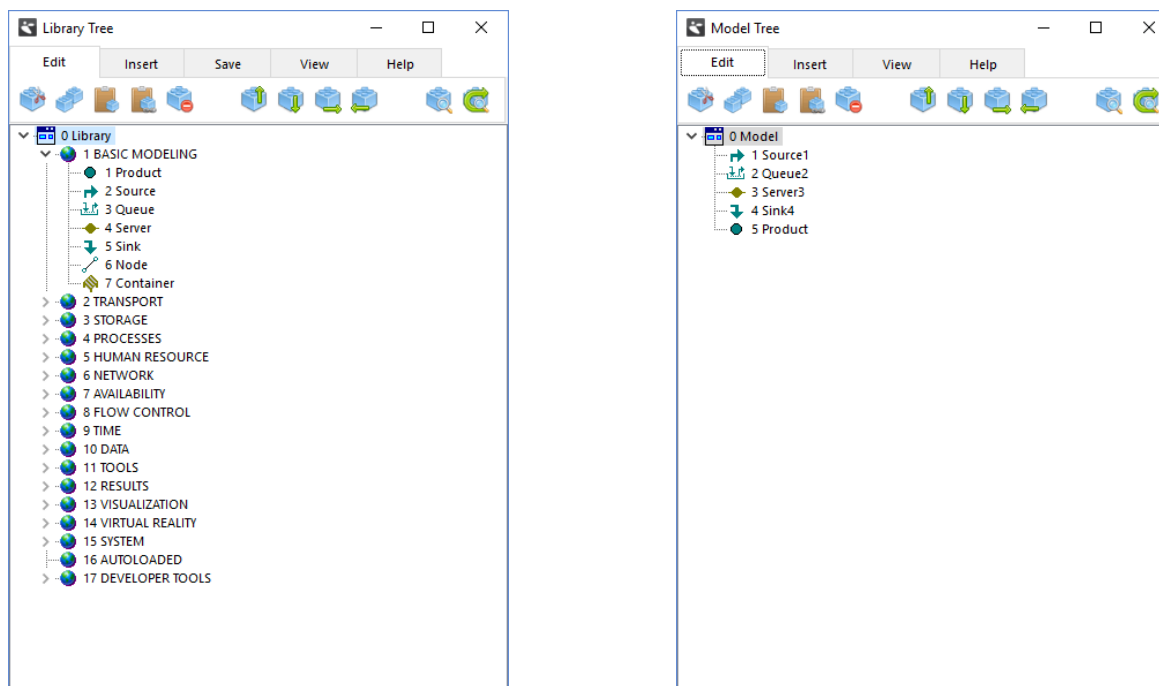 Library Tree
Edit Insert Save View Help
0 Library
1 BASIC MODELING
1 Product
2 Source
3 Queue
4 Server
5 Sink
6 Node
7 Container
2 TRANSPORT
3 STORAGE
4 PROCESSES
5 HUMAN RESOURCE
6 NETWORK
7 AVAILABILITY
8 FLOW CONTROL
9 TIME
10 DATA
11 TOOLS
12 RESULTS
13 VISUALIZATION
14 VIRTUAL REALITY
15 SYSTEM
16 AUTOLOADED
17 DEVELOPER TOOLS
Model Tree
Edit Insert View Help
0 Model
1 Source1
2 Queue2
3 Server3
4 Sink4
5 Product